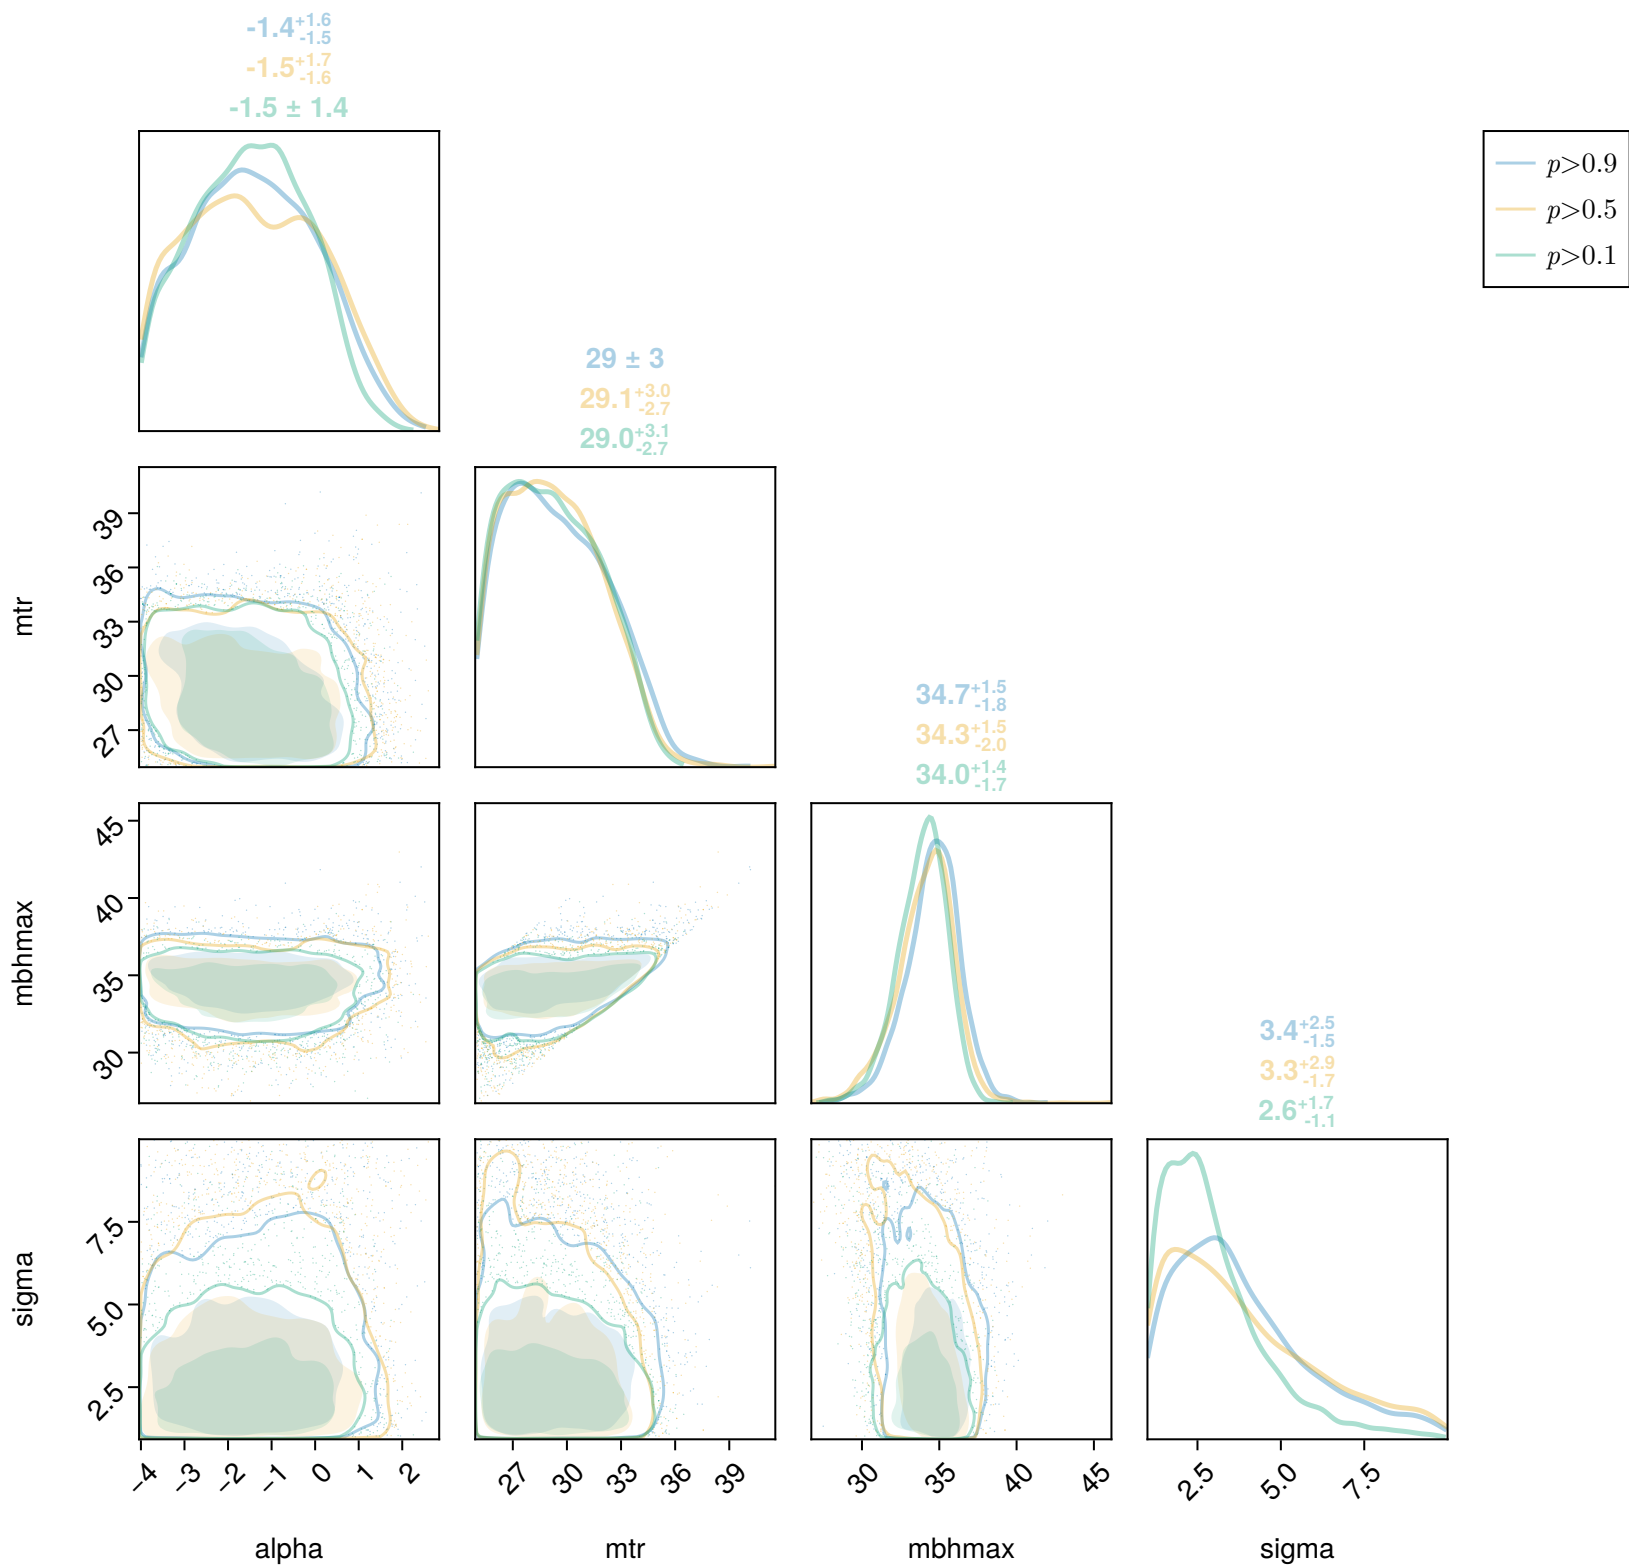 -1.4+1.6-1.5
-1.5+1.7-1.6
-1.5 ± 1.4
p>0.9
p>0.5
p>0.1
29 ± 3
29.1+3.0-2.7
29.0+3.1-2.7
39
36
33
30
27
mtr
34.7+1.5-1.8
34.3+1.5-2.0
34.0+1.4-1.7
45
40
35
30
mbhmax
3.4+2.5-1.5
3.3+2.9-1.7
2.6+1.7-1.1
7.5
5.0
2.5
sigma
−4 −3 −2 −1 0 1 2
27 30 33 36 39
30 35 40 45
2.5 5.0 7.5
alpha mtr mbhmax sigma